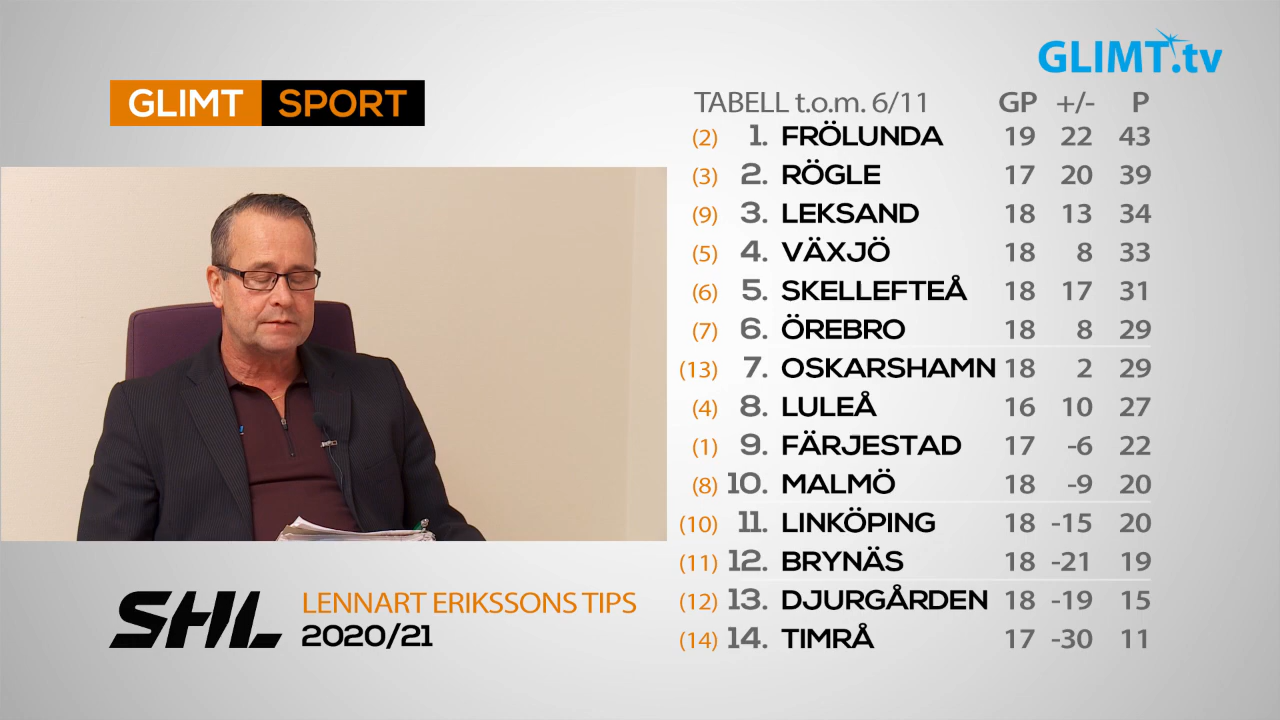 GLIMT.tv
GLIMT SPORT
TABELL t.o.m. 6/11 GP +/- P
(2) 1. FRÖLUNDA 19 22 43
(3) 2. RÖGLE 17 20 39
(9) 3. LEKSAND 18 13 34
(5) 4. VÄXJÖ 18 8 33
(6) 5. SKELLEFTEÅ 18 17 31
(7) 6. ÖREBRO 18 8 29
(13) 7. OSKARSHAMN 18 2 29
(4) 8. LULEÅ 16 10 27
(1) 9. FÄRJESTAD 17 -6 22
(8) 10. MALMÖ 18 -9 20
(10) 11. LINKÖPING 18 -15 20
(11) 12. BRYNÄS 18 -21 19
(12) 13. DJURGÅRDEN 18 -19 15
(14) 14. TIMRÅ 17 -30 11
SHL
LENNART ERIKSSONS TIPS
2020/21